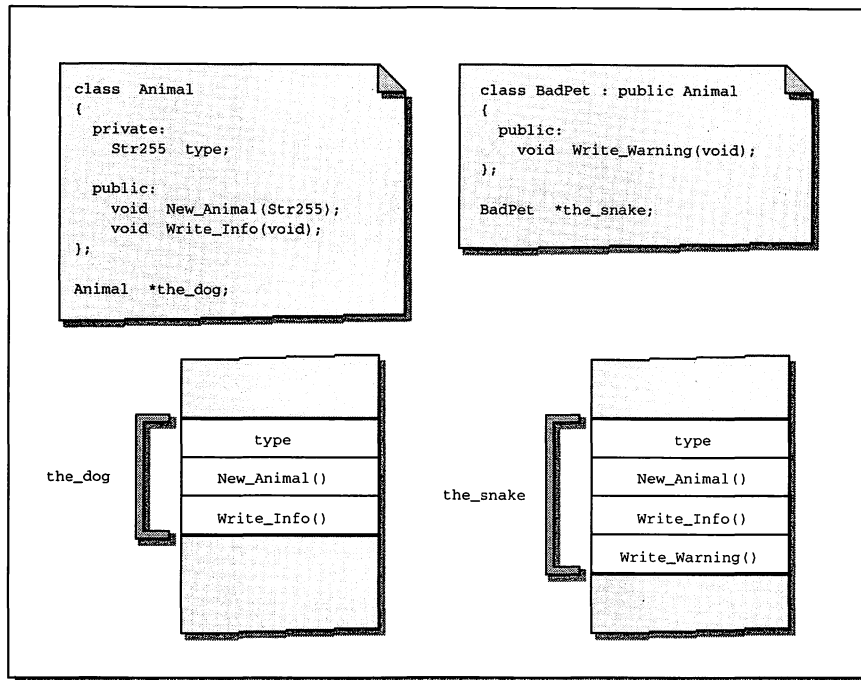 class  Animal
{
  private:
    Str255  type;

  public:
    void  New_Animal(Str255);
    void  Write_Info(void);
};

Animal  *the_dog;

class BadPet : public Animal
{
  public:
    void  Write_Warning(void);
};

BadPet  *the_snake;

the_dog
type
New_Animal()
Write_Info()

the_snake
type
New_Animal()
Write_Info()
Write_Warning()